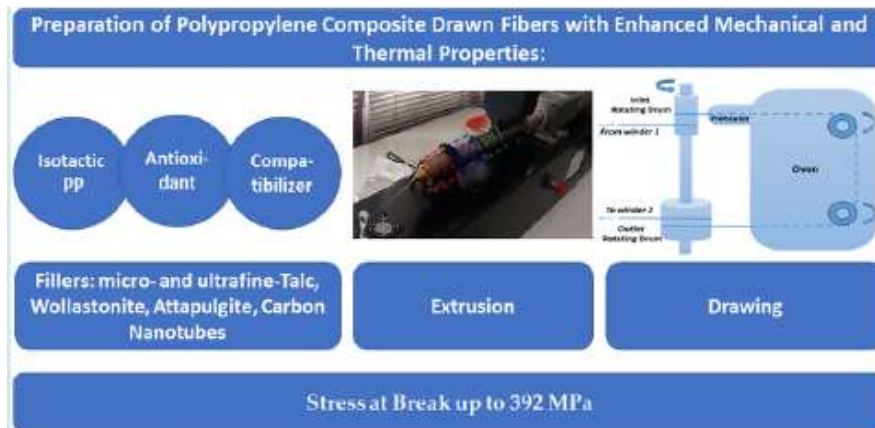 Preparation of Polypropylene Composite Drawn Fibers with Enhanced Mechanical and
Thermal Properties:
Isotactic
PP
Antioxi-
dant
Compa-
tibilizer
Inlet
Rotating Drum
From winder 1
Preheater
Owen
To winder 2
Outlet
Rotating Drum
Fillers: micro- and ultrafine-Talc,
Wollastonite, Attapulgite, Carbon
Nanotubes
Extrusion
Drawing
Stress at Break up to 392 MPa